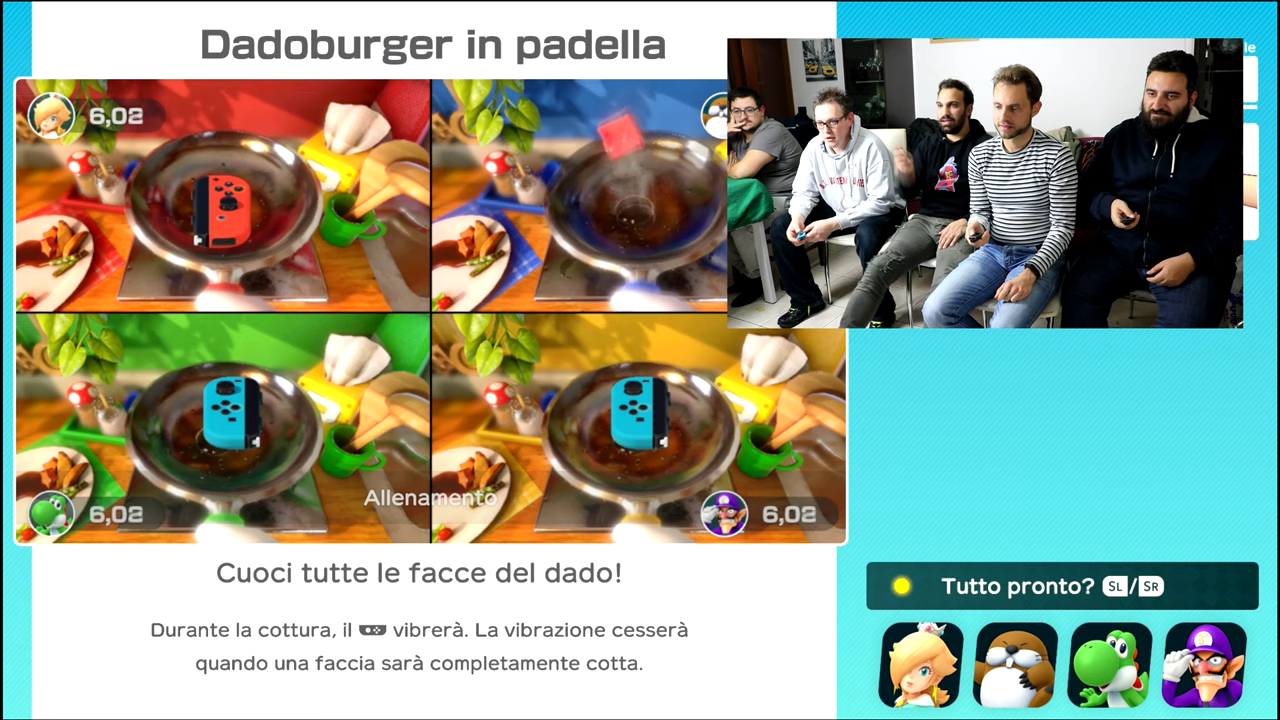 Dadoburger in padella
le
6,02
Allenamento
6,02
6,02
Cuoci tutte le facce del dado!
Durante la cottura, il vibrerà. La vibrazione cesserà
quando una faccia sarà completamente cotta.
Tutto pronto? SL/SR